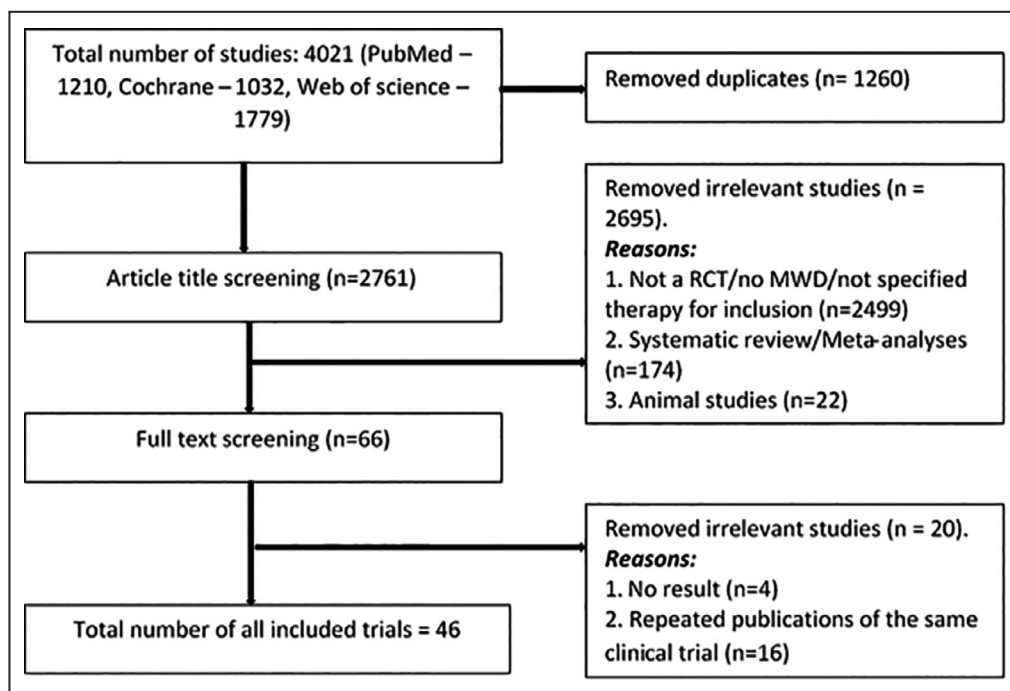 Total number of studies: 4021 (PubMed –
1210, Cochrane – 1032, Web of science –
1779)
Removed duplicates (n= 1260)
Article title screening (n=2761)
Removed irrelevant studies (n =
2695).
Reasons:
1. Not a RCT/no MWD/not specified
therapy for inclusion (n=2499)
2. Systematic review/Meta-analyses
(n=174)
3. Animal studies (n=22)
Full text screening (n=66)
Removed irrelevant studies (n = 20).
Reasons:
1. No result (n=4)
2. Repeated publications of the same
clinical trial (n=16)
Total number of all included trials = 46